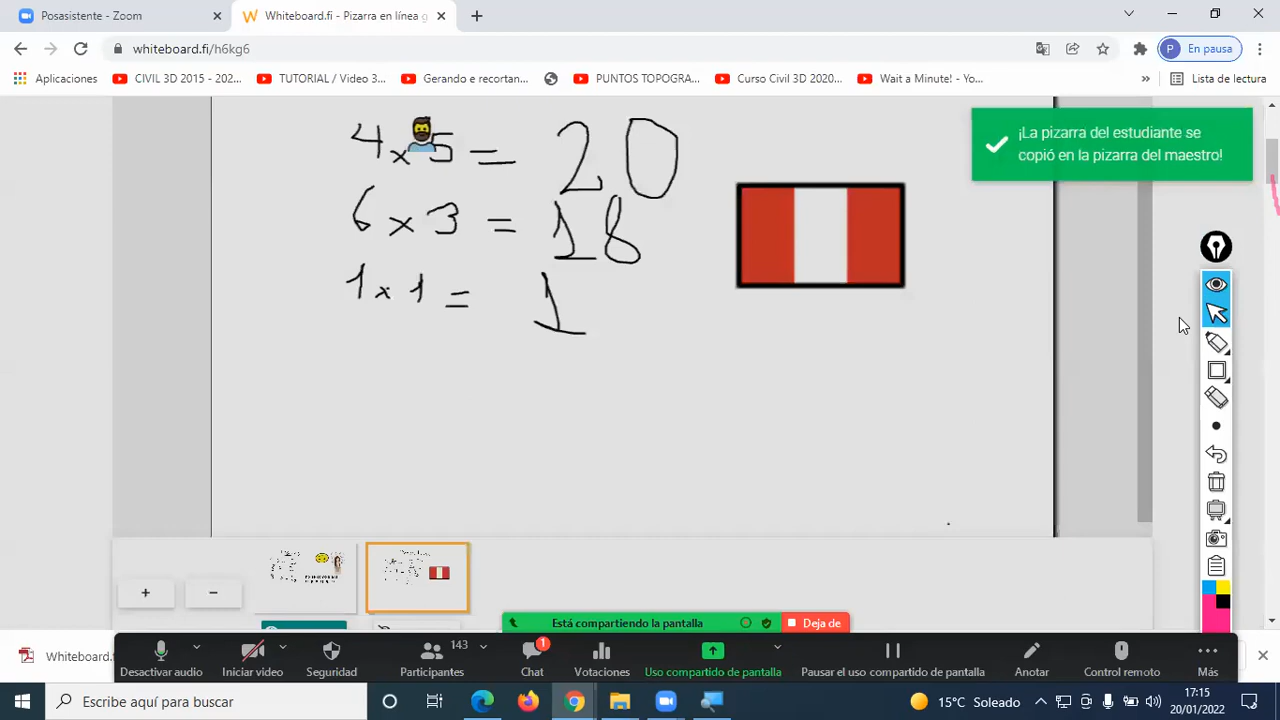 Posasistente - Zoom
Whiteboard.fi - Pizarra en línea g
whiteboard.fi/h6kg6
En pausa
P
Aplicaciones
CIVIL 3D 2015 - 202...
TUTORIAL / Video 3...
Gerando e recortan...
PUNTOS TOPOGRA...
Curso Civil 3D 2020...
Wait a Minute! - Yo...
»
Lista de lectura
¡La pizarra del estudiante se
copió en la pizarra del maestro!
4 x 5 = 20
6 x 3 = 18
1 x 1 = 1
+
-
Está compartiendo la pantalla
Deja de
Whiteboard.f
Desactivar audio
Iniciar video
Seguridad
143
Participantes
1
Chat
Votaciones
Uso compartido de pantalla
Pausar el uso compartido de pantalla
Anotar
Control remoto
Más
Escribe aquí para buscar
15°C Soleado
17:15
20/01/2022